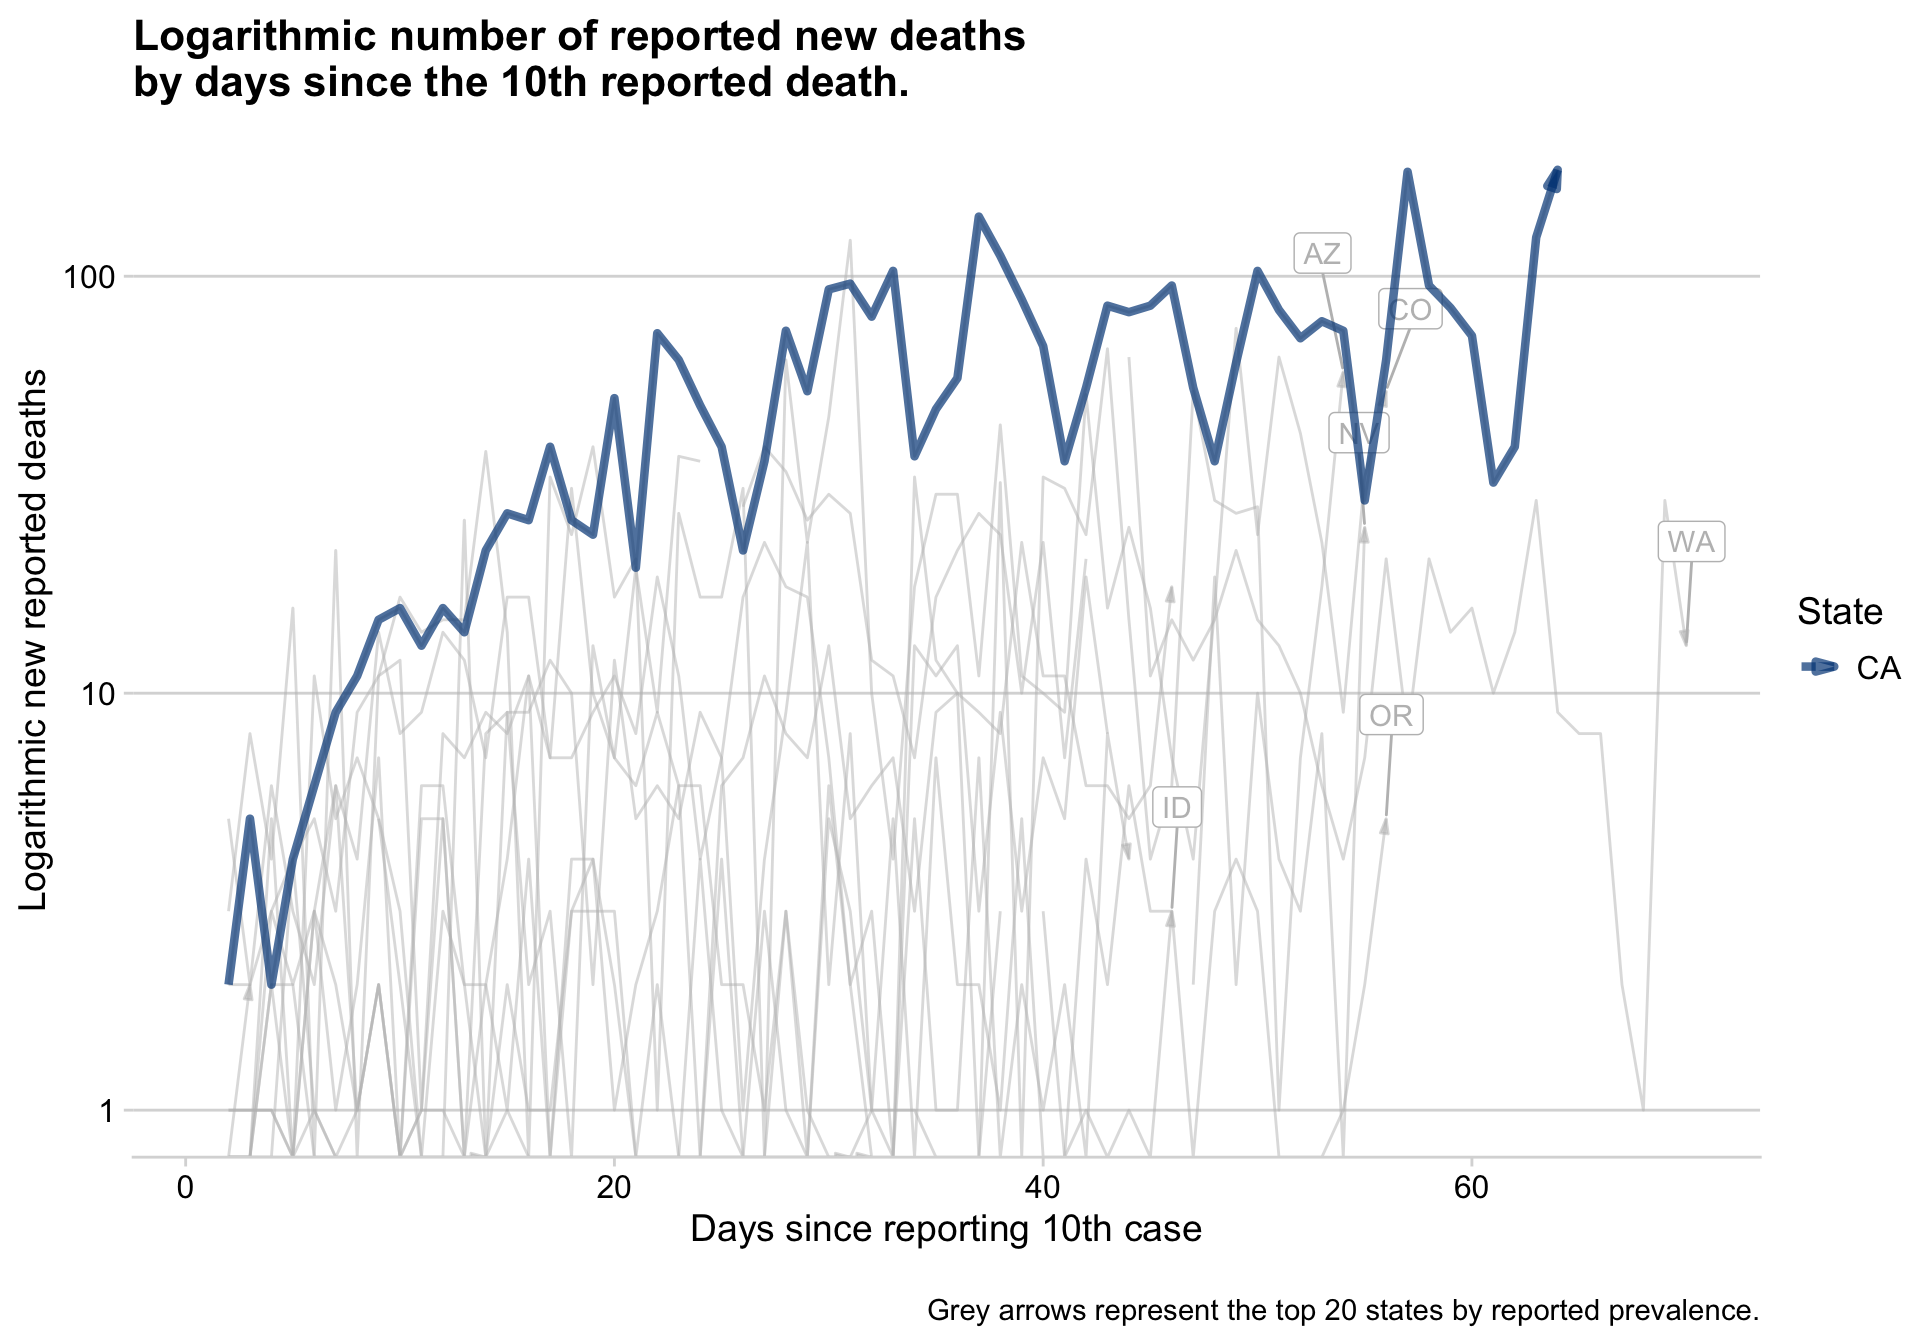 Logarithmic number of reported new deaths
by days since the 10th reported death.
Logarithmic new reported deaths
100
10
1
AZ
CO
NV
WA
OR
ID
State
CA
0
20
40
60
Days since reporting 10th case
Grey arrows represent the top 20 states by reported prevalence.